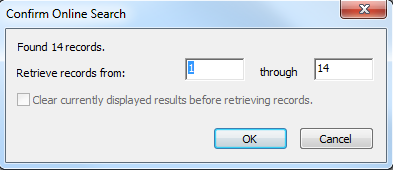 Confirm Online Search
Found 14 records.
Retrieve records from: 1 through 14
Clear currently displayed results before retrieving records.
OK Cancel